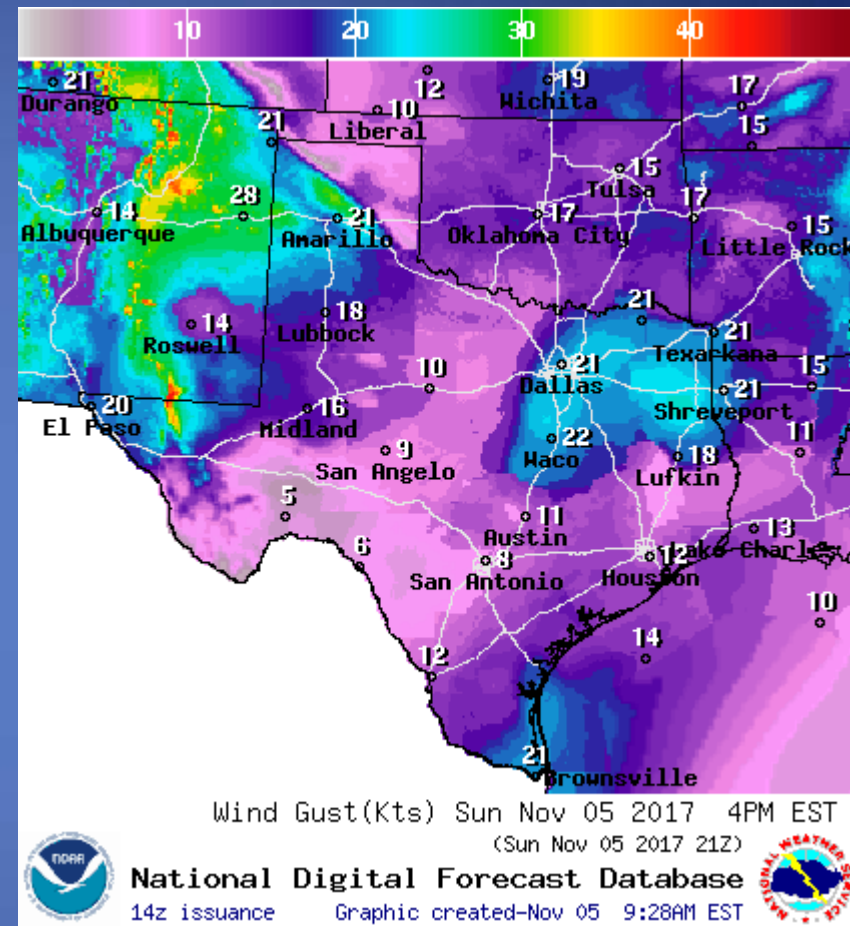 10 20 30 40
21 12 19 17
Durango Wichita
10
Liberal
21 15
15
Tulsa
14 28 21 17 17 15
Albuquerque Amarillo Oklahoma City Little Rock
14 18 21
Roswell Lubbock
21
Texarkana
10 21 15
Dallas
20 16 21
El Paso Midland Shreveport
9 22 18 11
San Angelo Waco Lufkin
5 11 13
Austin
6 8 12 Lake Charles
San Antonio Houston
10
12 14
21
Brownsville
Wind Gust(Kts) Sun Nov 05 2017 4PM EST
(Sun Nov 05 2017 21Z)
NOAA
National Digital Forecast Database
NATIONAL WEATHER SERVICE
14z issuance Graphic created-Nov 05 9:28AM EST